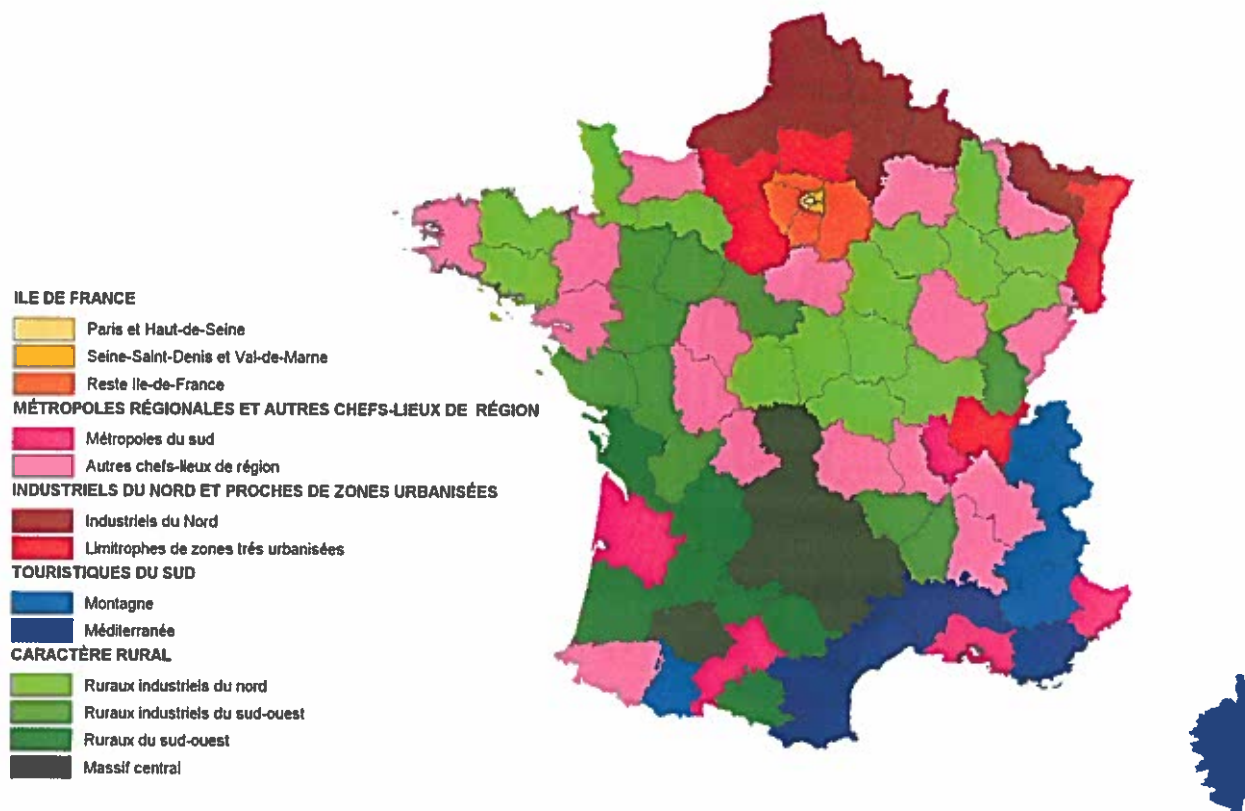 ILE DE FRANCE
Paris et Haut-de-Seine
Seine-Saint-Denis et Val-de-Marne
Reste Ile-de-France
MÉTROPOLES RÉGIONALES ET AUTRES CHEFS-LIEUX DE RÉGION
Métropoles du sud
Autres chefs-lieux de région
INDUSTRIELS DU NORD ET PROCHES DE ZONES URBANISÉES
Industriels du Nord
Limitrophes de zones trés urbanisées
TOURISTIQUES DU SUD
Montagne
Méditerranée
CARACTÈRE RURAL
Ruraux industriels du nord
Ruraux industriels du sud-ouest
Ruraux du sud-ouest
Massif central